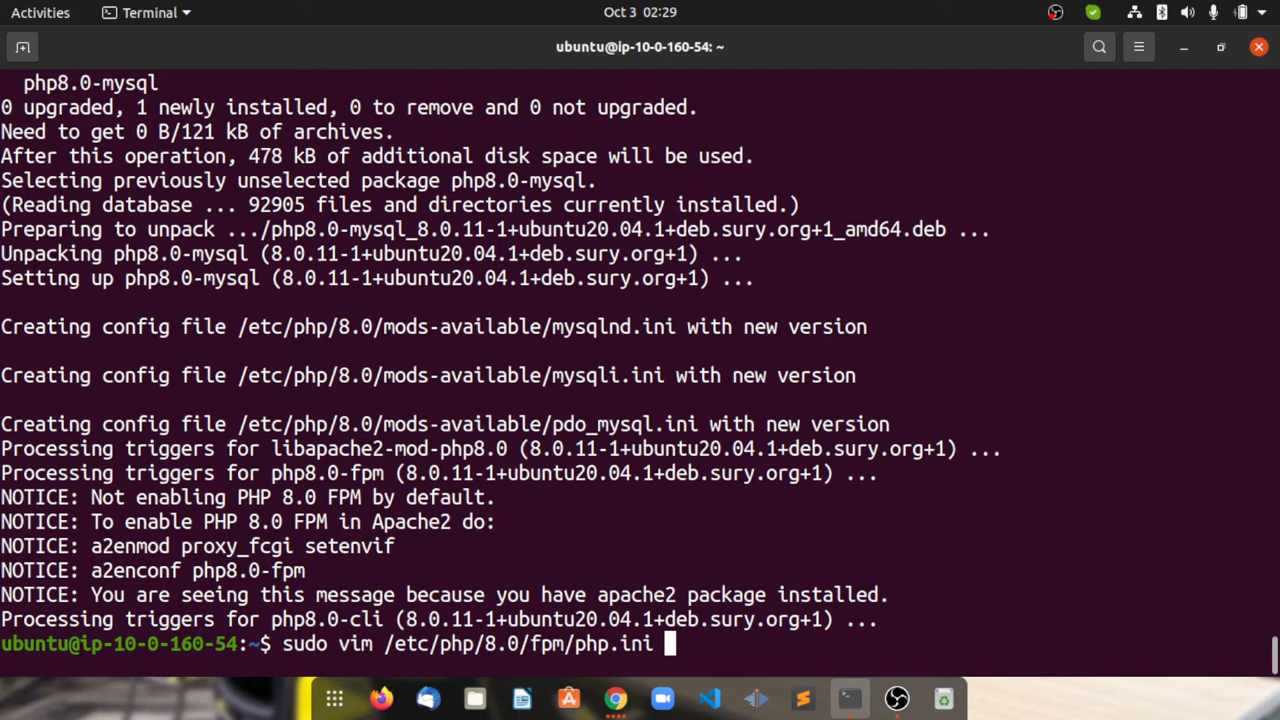 Activities
Terminal
Oct 3 02:29
ubuntu@ip-10-0-160-54: ~
php8.0-mysql
0 upgraded, 1 newly installed, 0 to remove and 0 not upgraded.
Need to get 0 B/121 kB of archives.
After this operation, 478 kB of additional disk space will be used.
Selecting previously unselected package php8.0-mysql.
(Reading database ... 92905 files and directories currently installed.)
Preparing to unpack .../php8.0-mysql_8.0.11-1+ubuntu20.04.1+deb.sury.org+1_amd64.deb ...
Unpacking php8.0-mysql (8.0.11-1+ubuntu20.04.1+deb.sury.org+1) ...
Setting up php8.0-mysql (8.0.11-1+ubuntu20.04.1+deb.sury.org+1) ...
Creating config file /etc/php/8.0/mods-available/mysqlnd.ini with new version
Creating config file /etc/php/8.0/mods-available/mysqli.ini with new version
Creating config file /etc/php/8.0/mods-available/pdo_mysql.ini with new version
Processing triggers for libapache2-mod-php8.0 (8.0.11-1+ubuntu20.04.1+deb.sury.org+1) ...
Processing triggers for php8.0-fpm (8.0.11-1+ubuntu20.04.1+deb.sury.org+1) ...
NOTICE: Not enabling PHP 8.0 FPM by default.
NOTICE: To enable PHP 8.0 FPM in Apache2 do:
NOTICE: a2enmod proxy_fcgi setenvif
NOTICE: a2enconf php8.0-fpm
NOTICE: You are seeing this message because you have apache2 package installed.
Processing triggers for php8.0-cli (8.0.11-1+ubuntu20.04.1+deb.sury.org+1) ...
ubuntu@ip-10-0-160-54:~$ sudo vim /etc/php/8.0/fpm/php.ini